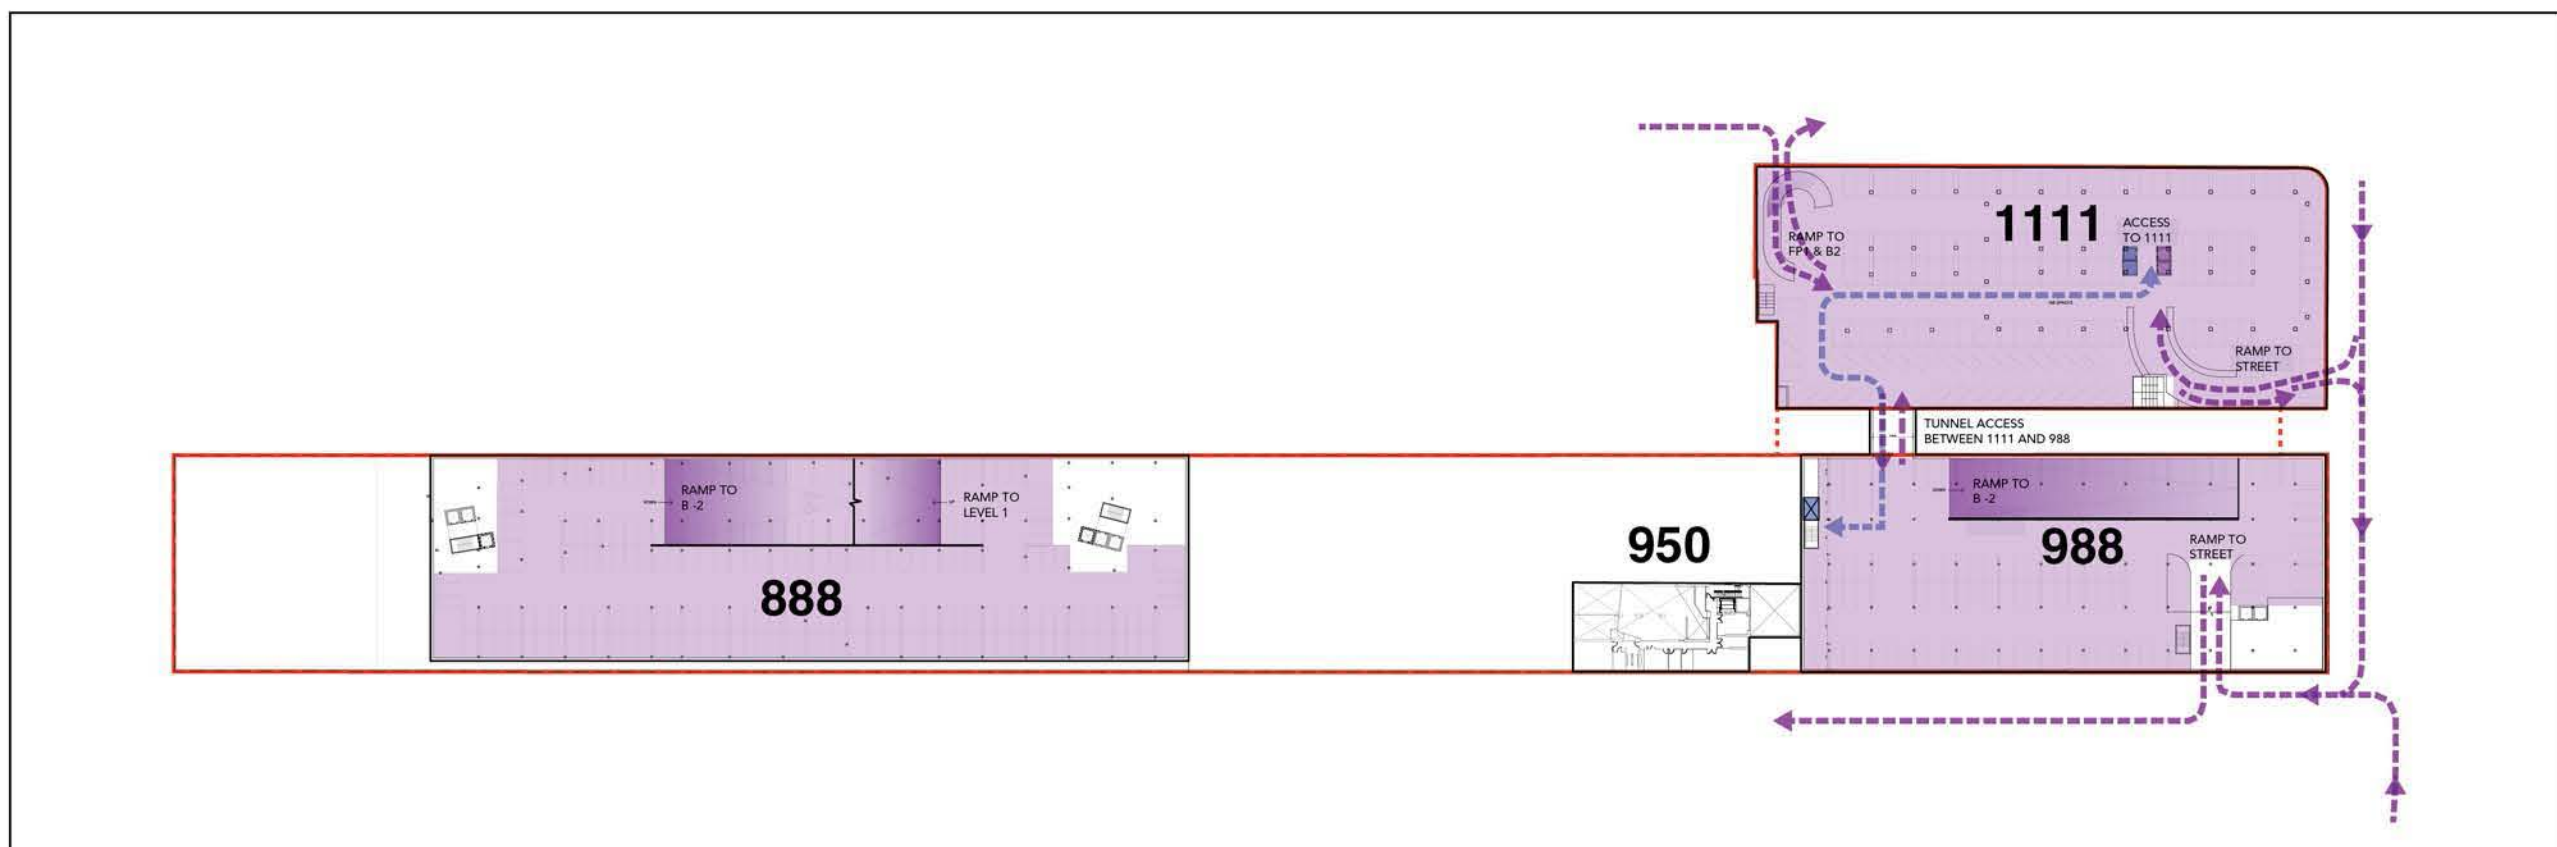 1111
ACCESS
TO 1111
RAMP TO
FP1 & B2
RAMP TO
STREET
TUNNEL ACCESS
BETWEEN 1111 AND 988
RAMP TO
B -2
RAMP TO
LEVEL 1
888
950
RAMP TO
B -2
988
RAMP TO
STREET